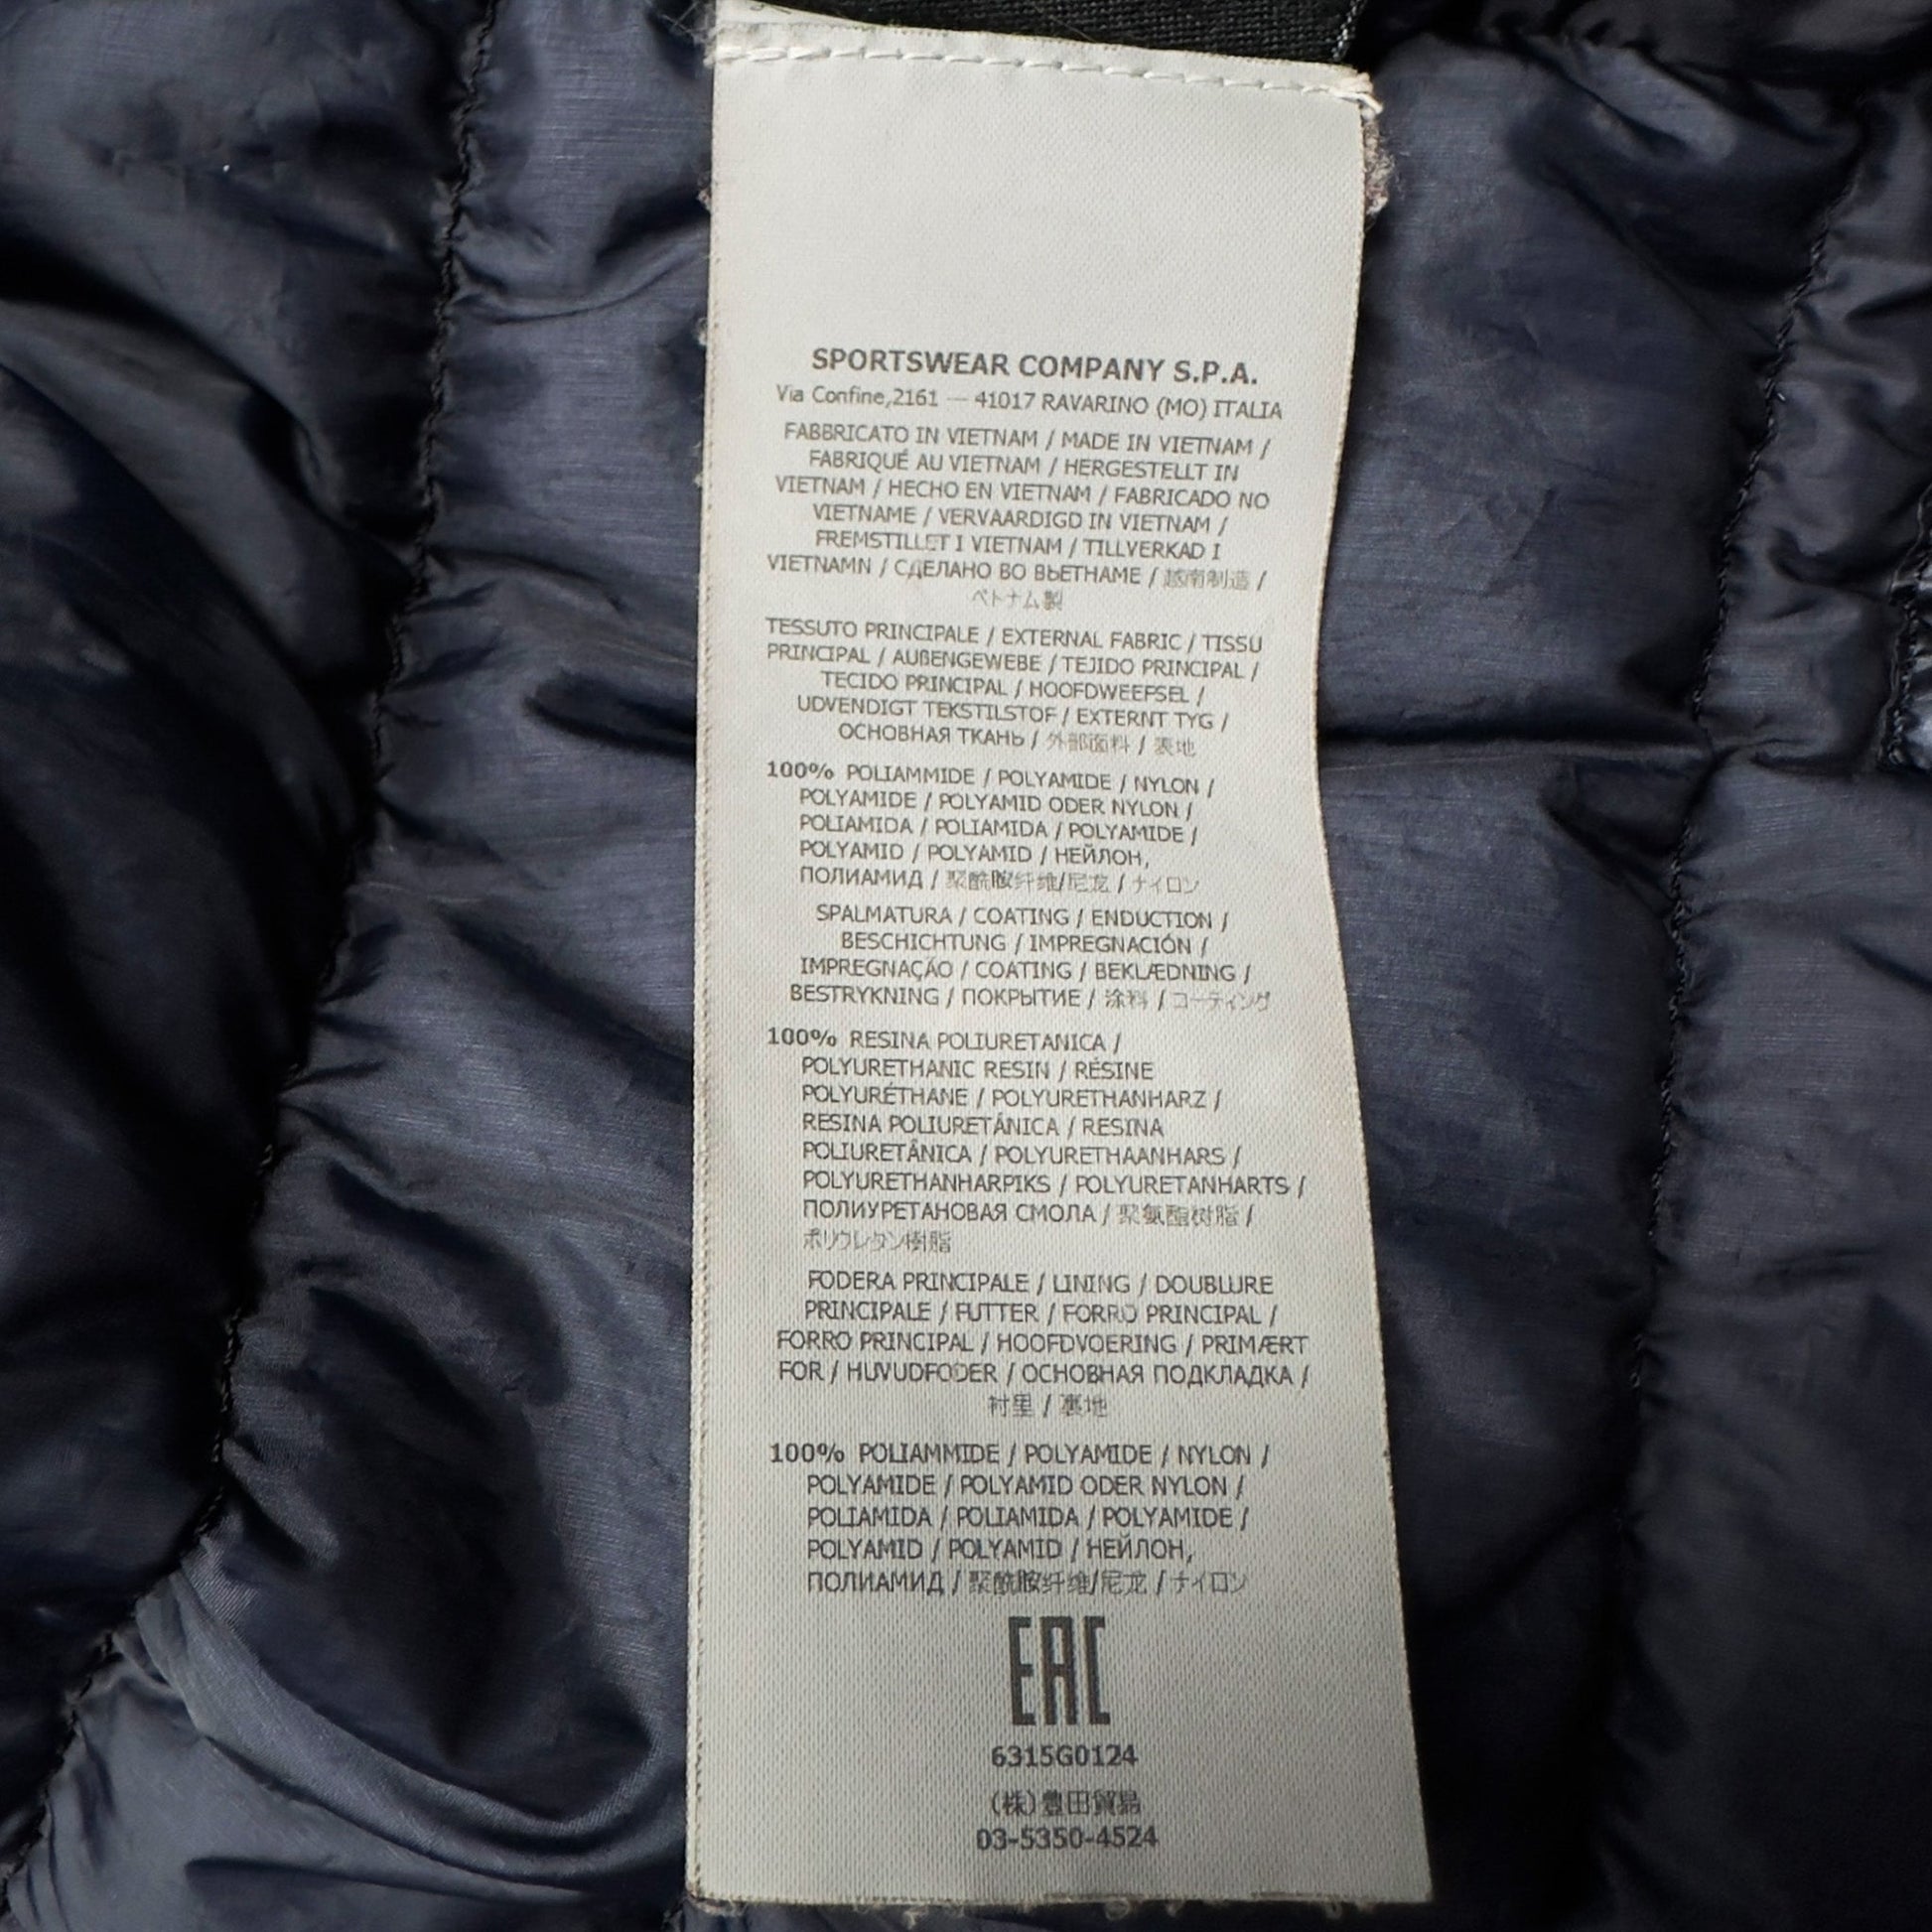 SPORTSWEAR COMPANY S.P.A.
Via Confine,2161 — 41017 RAVARINO (MO) ITALIA
FABBRICATO IN VIETNAM / MADE IN VIETNAM /
FABRIQUÉ AU VIETNAM / HERGESTELLT IN
VIETNAM / HECHO EN VIETNAM / FABRICADO NO
VIETNAME / VERVAARDIGD IN VIETNAM /
FREMSTILLET I VIETNAM / TILLVERKAD I
VIETNAMN / СДЕЛАНО ВО ВЬЕТНАМЕ / 越南制造 /
ベトナム製
TESSUTO PRINCIPALE / EXTERNAL FABRIC / TISSU
PRINCIPAL / AUßENGEWEBE / TEJIDO PRINCIPAL /
TECIDO PRINCIPAL / HOOFDWEEFSEL /
UDVENDIGT TEKSTILSTOF / EXTERNT TYG /
ОСНОВНАЯ ТКАНЬ / 外部面料 / 表地
100% POLIAMMIDE / POLYAMIDE / NYLON /
POLYAMIDE / POLYAMID ODER NYLON /
POLIAMIDA / POLIAMIDA / POLYAMIDE /
POLYAMID / POLYAMID / НЕЙЛОН,
ПОЛИАМИД / 聚酰胺纤维/尼龙 / ナイロン
SPALMATURA / COATING / ENDUCTION /
BESCHICHTUNG / IMPREGNACIÓN /
IMPREGNAÇÃO / COATING / BEKLÆDNING /
BESTRYKNING / ПОКРЫТИЕ / 涂料 / コーティング
100% RESINA POLIURETANICA /
POLYURETHANIC RESIN / RÉSINE
POLYURÉTHANE / POLYURETHANHARZ /
RESINA POLIURETÁNICA / RESINA
POLIURETÂNICA / POLYURETHAANHARS /
POLYURETHANHARPIKS / POLYURETANHARTS /
ПОЛИУРЕТАНОВАЯ СМОЛА / 聚氨酯树脂 /
ポリウレタン樹脂
FODERA PRINCIPALE / LINING / DOUBLURE
PRINCIPALE / FUTTER / FORRO PRINCIPAL /
FORRO PRINCIPAL / HOOFDVOERING / PRIMÆRT
FOR / HUVUDFODER / ОСНОВНАЯ ПОДКЛАДКА /
衬里 / 裏地
100% POLIAMMIDE / POLYAMIDE / NYLON /
POLYAMIDE / POLYAMID ODER NYLON /
POLIAMIDA / POLIAMIDA / POLYAMIDE /
POLYAMID / POLYAMID / НЕЙЛОН,
ПОЛИАМИД / 聚酰胺纤维/尼龙 / ナイロン
EAC
6315G0124
(株)豊田貿易
03-5350-4524